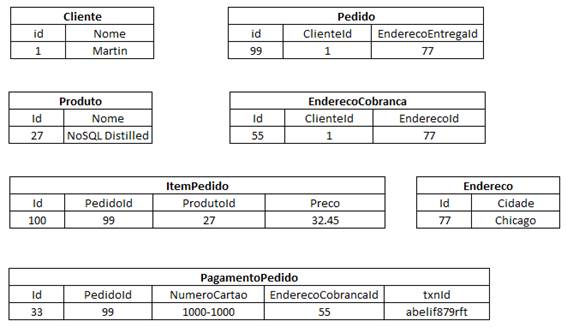 Cliente
id Nome
1 Martin
Pedido
id ClienteId EnderecoEntregaId
99 1 77
Produto
Id Nome
27 NoSQL Distilled
EnderecoCobranca
Id ClienteId EnderecoId
55 1 77
ItemPedido
Id PedidoId ProdutoId Preco
100 99 27 32.45
Endereco
Id Cidade
77 Chicago
PagamentoPedido
Id PedidoId NumeroCartao EnderecoCobrancaId txnId
33 99 1000-1000 55 abelif879rft